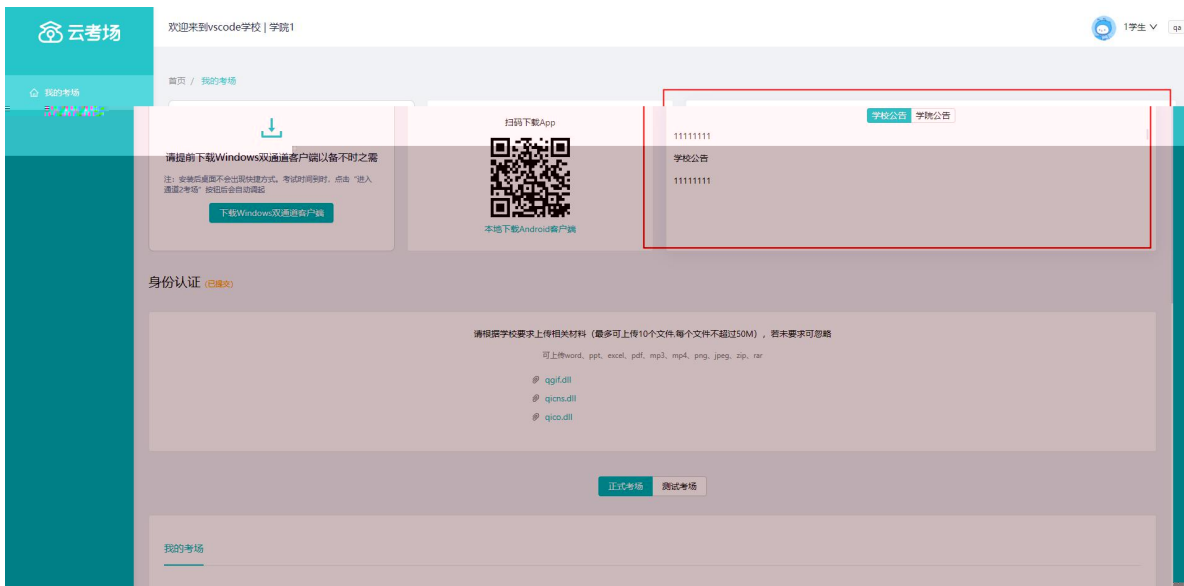 云考场
欢迎来到vscode学校 | 学院1
1学生
qa
我的考场
首页 / 我的考场
请提前下载Windows双通道客户端以备不时之需
注：安装后桌面不会出现快捷方式。考试时间到时，点击“进入
通道2考场”按钮后会自动调起
下载Windows双通道客户端
扫码下载App
本地下载Android客户端
学校公告 学院公告
11111111
学校公告
11111111
身份认证 (已提交)
请根据学校要求上传相关材料（最多可上传10个文件,每个文件不超过50M），若未要求可忽略
可上传word、ppt、excel、pdf、mp3、mp4、png、jpeg、zip、rar
qgif.dll
qicns.dll
qico.dll
正式考场 测试考场
我的考场